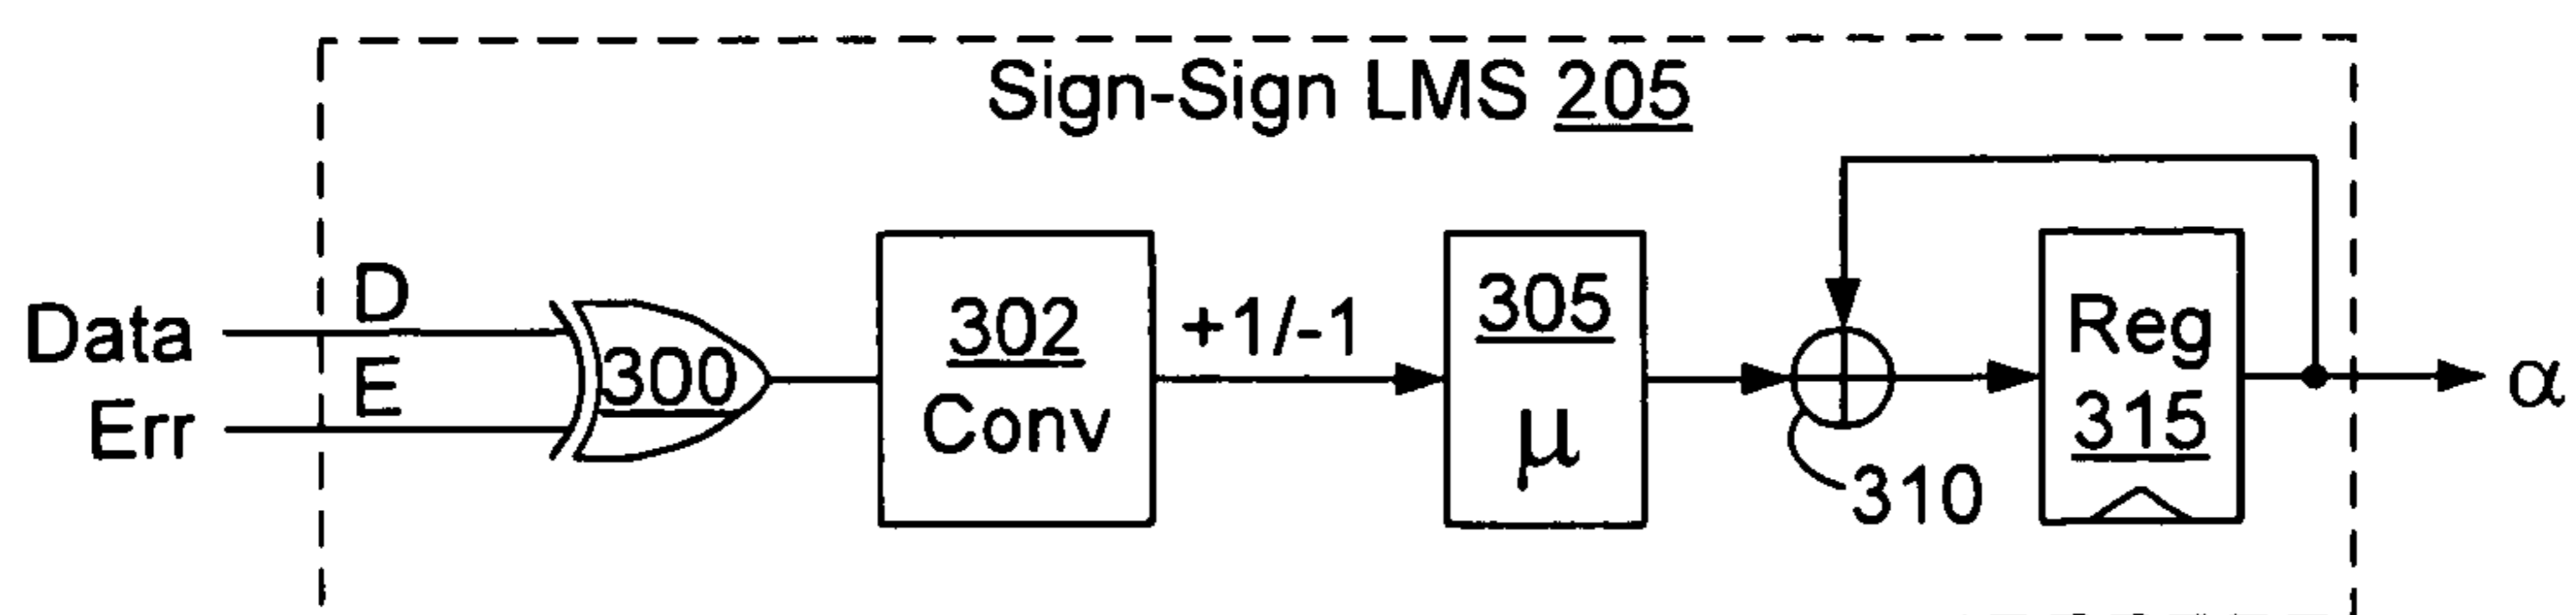 Sign-Sign LMS 205
Data
D
Err
E
300
302
Conv
+1/-1
305
μ
310
Reg
315
α